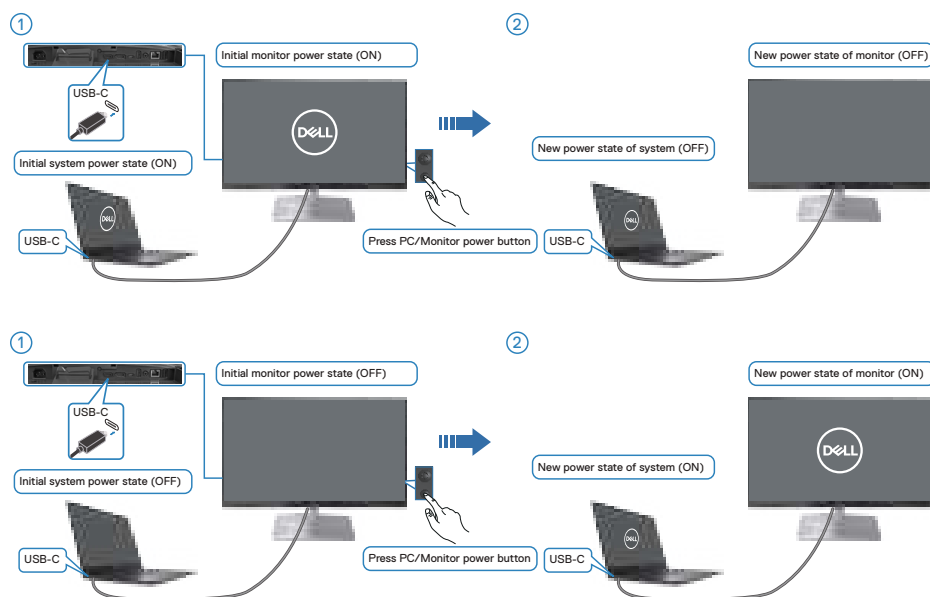 1
2
Initial monitor power state (ON)
New power state of monitor (OFF)
USB-C
DELL
New power state of system (OFF)
Initial system power state (ON)
DELL
DELL
USB-C
Press PC/Monitor power button
USB-C
1
2
Initial monitor power state (OFF)
New power state of monitor (ON)
USB-C
DELL
New power state of system (ON)
Initial system power state (OFF)
DELL
USB-C
Press PC/Monitor power button
USB-C